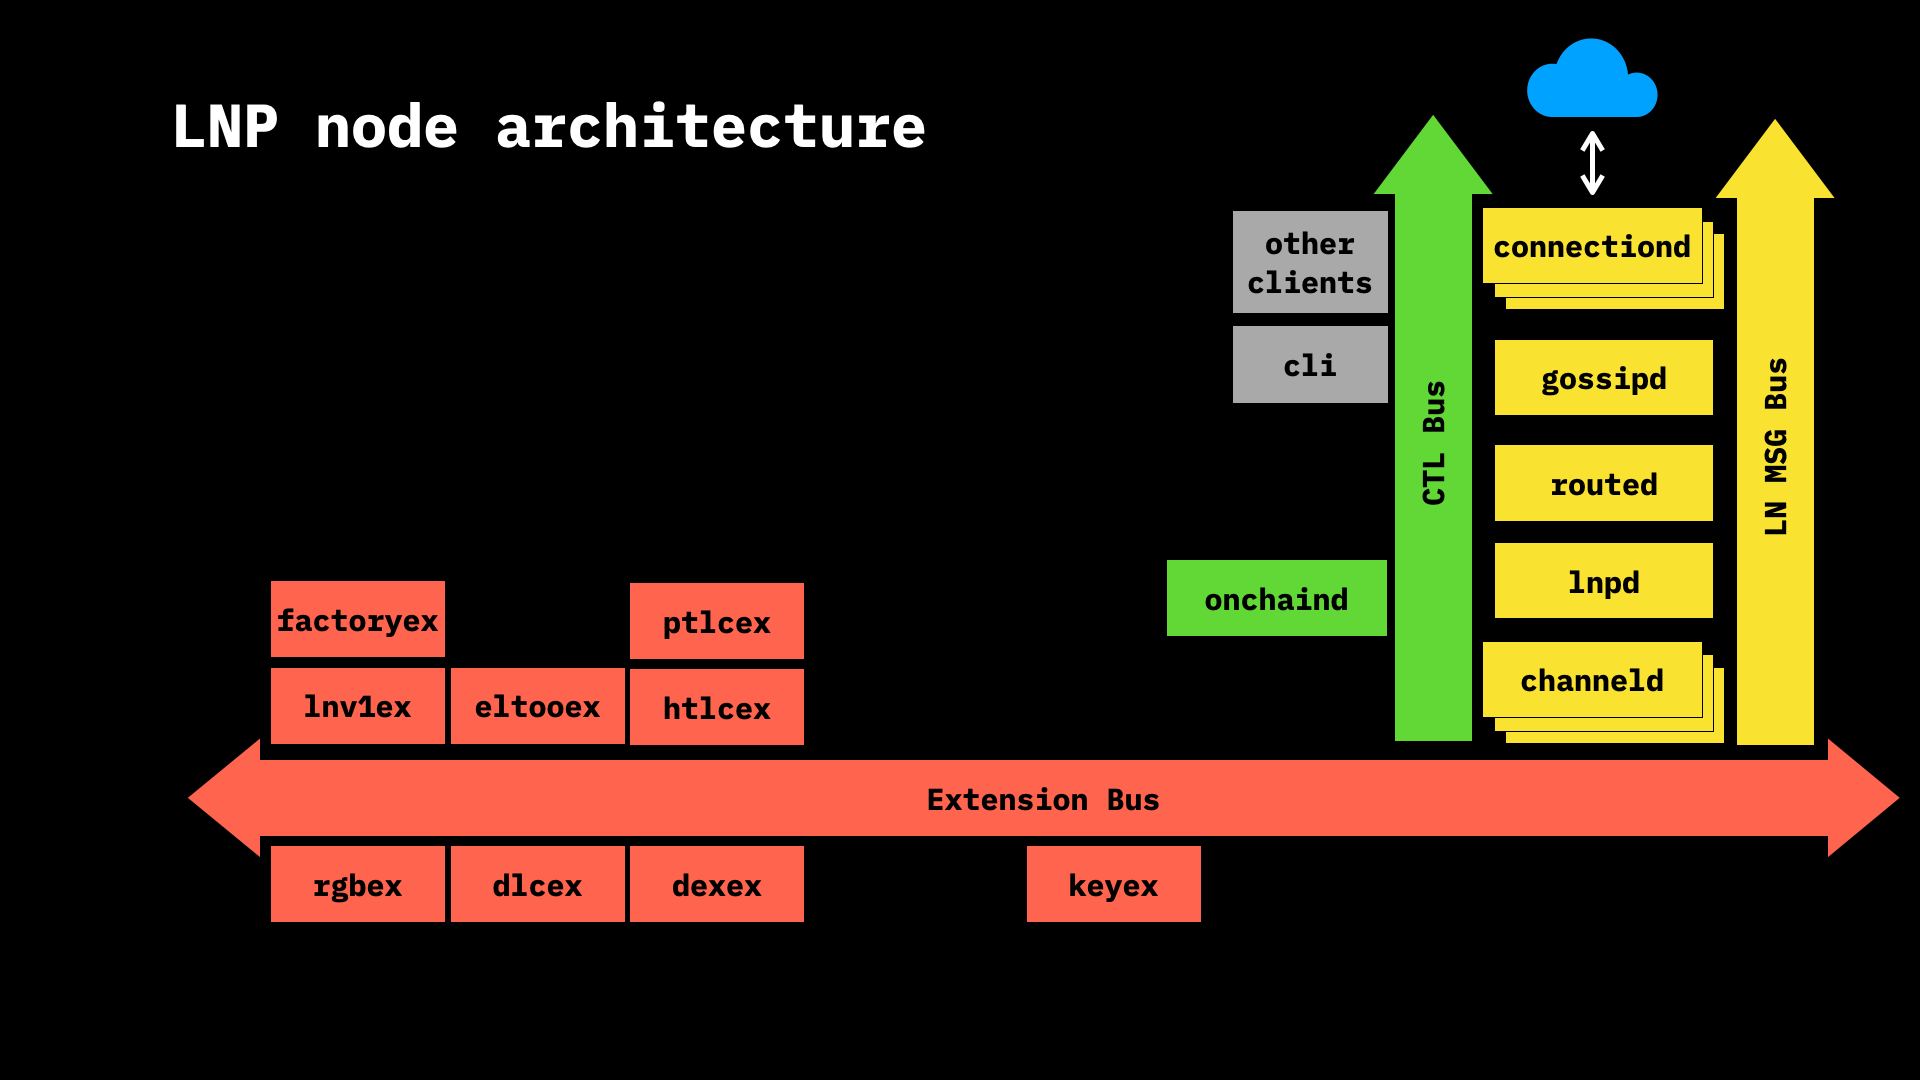 LNP node architecture
other
clients
cli
CTL Bus
connectiond
gossipd
routed
lnpd
channeld
LN MSG Bus
onchaind
factoryex
ptlcex
lnv1ex
eltooex
htlcex
Extension Bus
rgbex
dlcex
dexex
keyex